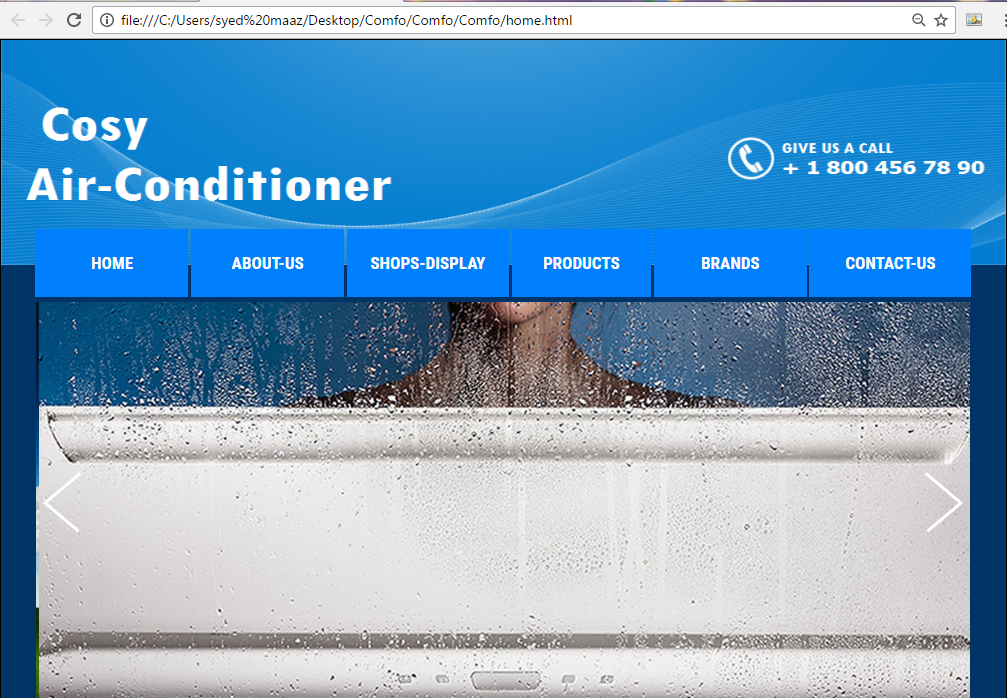 file:///C:/Users/syed%20maaz/Desktop/Comfo/Comfo/Comfo/home.html
Cosy
Air-Conditioner
GIVE US A CALL
+ 1 800 456 78 90
HOME ABOUT-US SHOPS-DISPLAY PRODUCTS BRANDS CONTACT-US